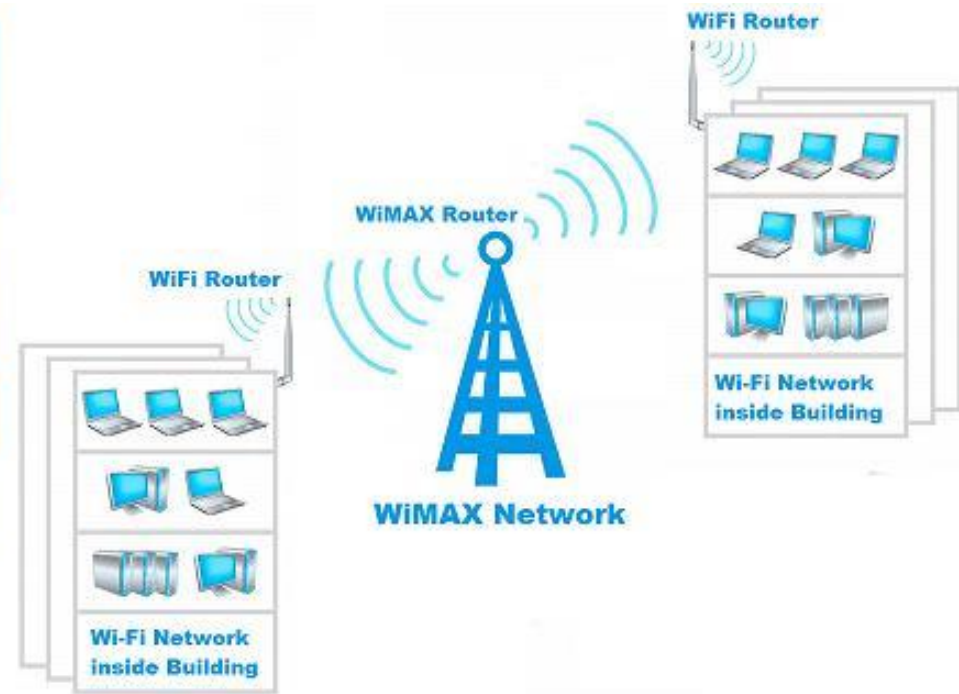 WiFi Router
WiMAX Router
WiFi Router
Wi-Fi Network
inside Building
WiMAX Network
Wi-Fi Network
inside Building